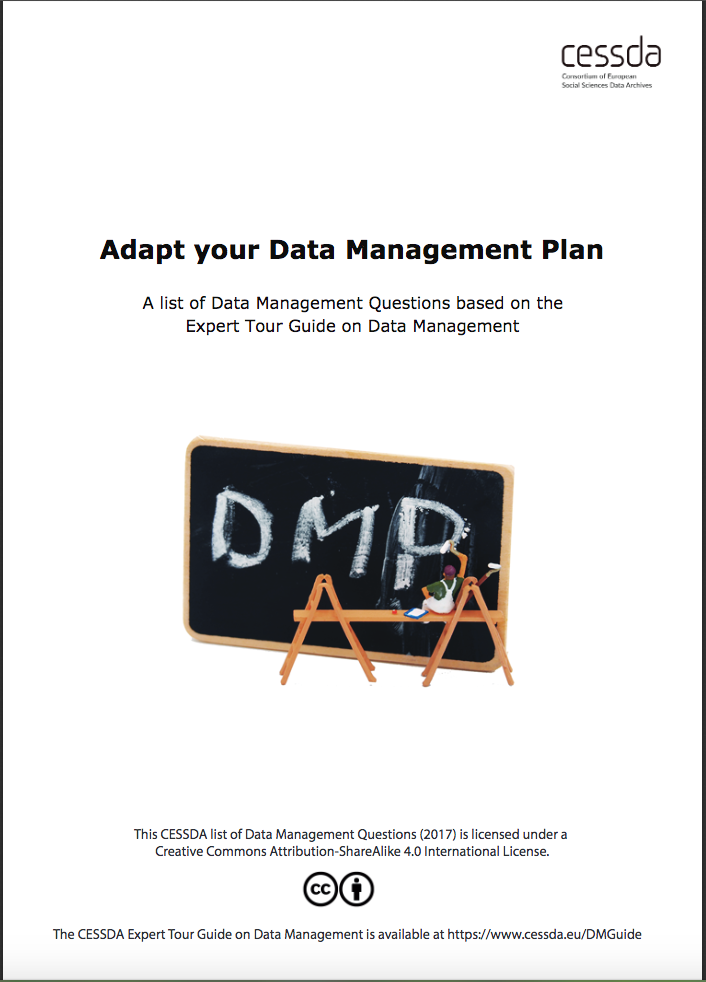 cessda
Consortium of European
Social Sciences Data Archives
Adapt your Data Management Plan
A list of Data Management Questions based on the
Expert Tour Guide on Data Management
DMP
This CESSDA list of Data Management Questions (2017) is licensed under a
Creative Commons Attribution-ShareAlike 4.0 International License.
cc
The CESSDA Expert Tour Guide on Data Management is available at https://www.cessda.eu/DMGuide